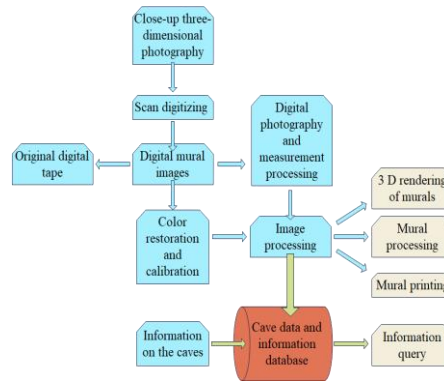 Close-up three-
dimensional
photography
Scan digitizing
Digital
photography
and
measurement
processing
Original digital
tape
Digital mural
images
3 D rendering
of murals
Color
restoration
and
calibration
Image
processing
Mural
processing
Mural printing
Information
on the caves
Cave data and
information
database
Information
query